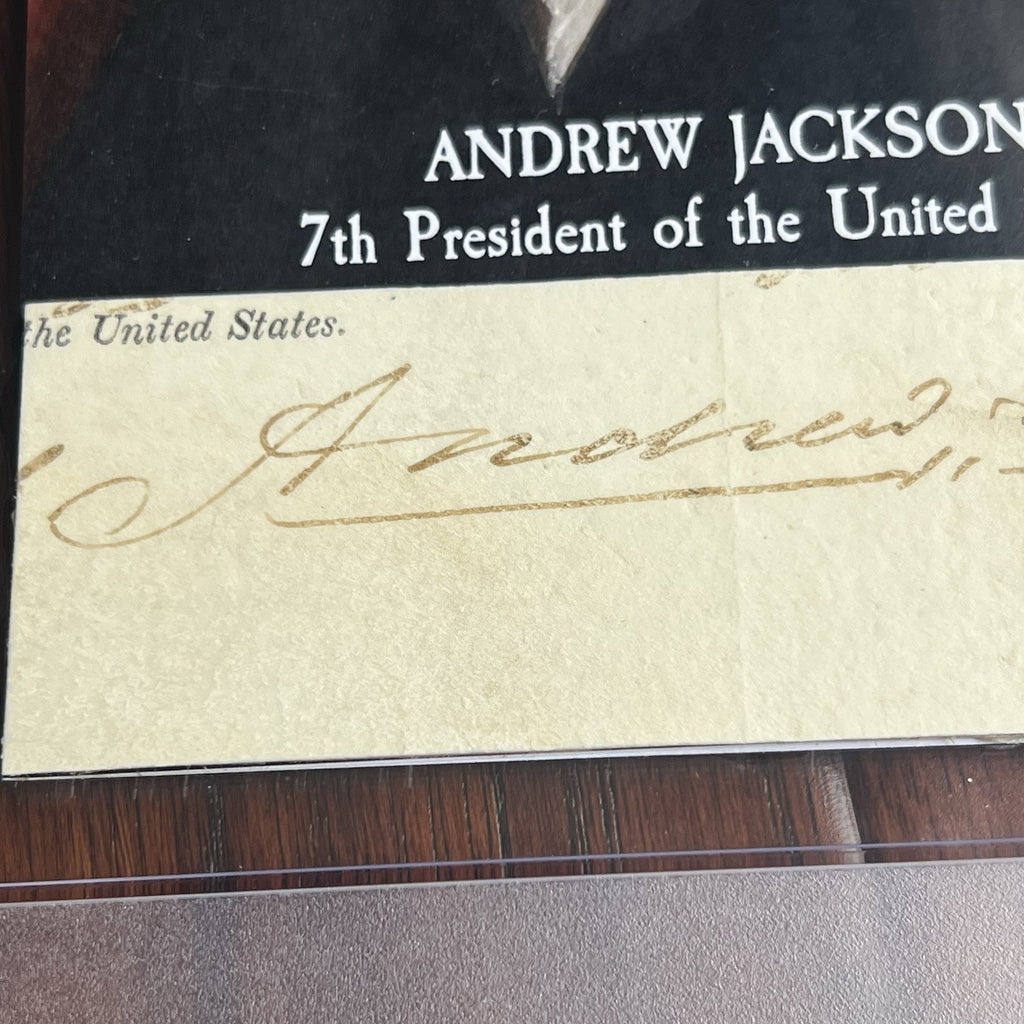 ANDREW JACKSON
7th President of the United
the United States.
Andrew